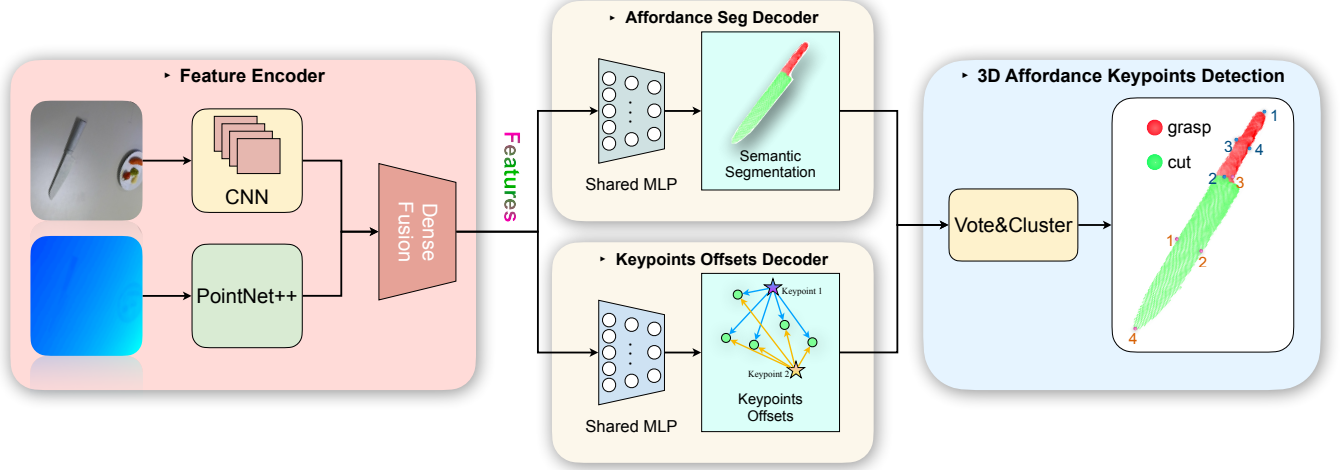 ‣ Feature Encoder
CNN
PointNet++
Dense
Fusion
Features
‣ Affordance Seg Decoder
Shared MLP
Semantic
Segmentation
‣ Keypoints Offsets Decoder
Shared MLP
Keypoint 1
Keypoint 2
Keypoints
Offsets
‣ 3D Affordance Keypoints Detection
Vote&Cluster
grasp
cut
1
3
4
2
3
1
2
4